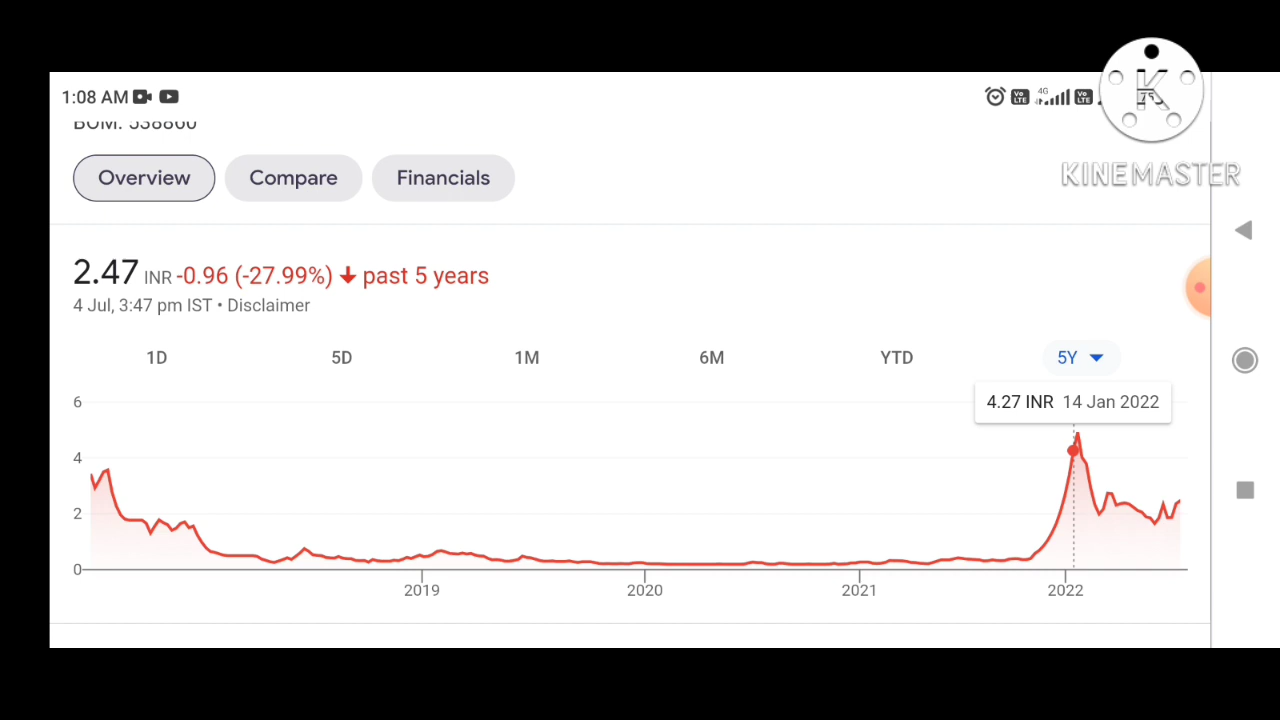 1:08 AM
KINEMASTER
BOM: 538860
Overview Compare Financials
2.47 INR -0.96 (-27.99%) past 5 years
4 Jul, 3:47 pm IST • Disclaimer
1D 5D 1M 6M YTD 5Y
4.27 INR 14 Jan 2022
6
4
2
0
2019 2020 2021 2022